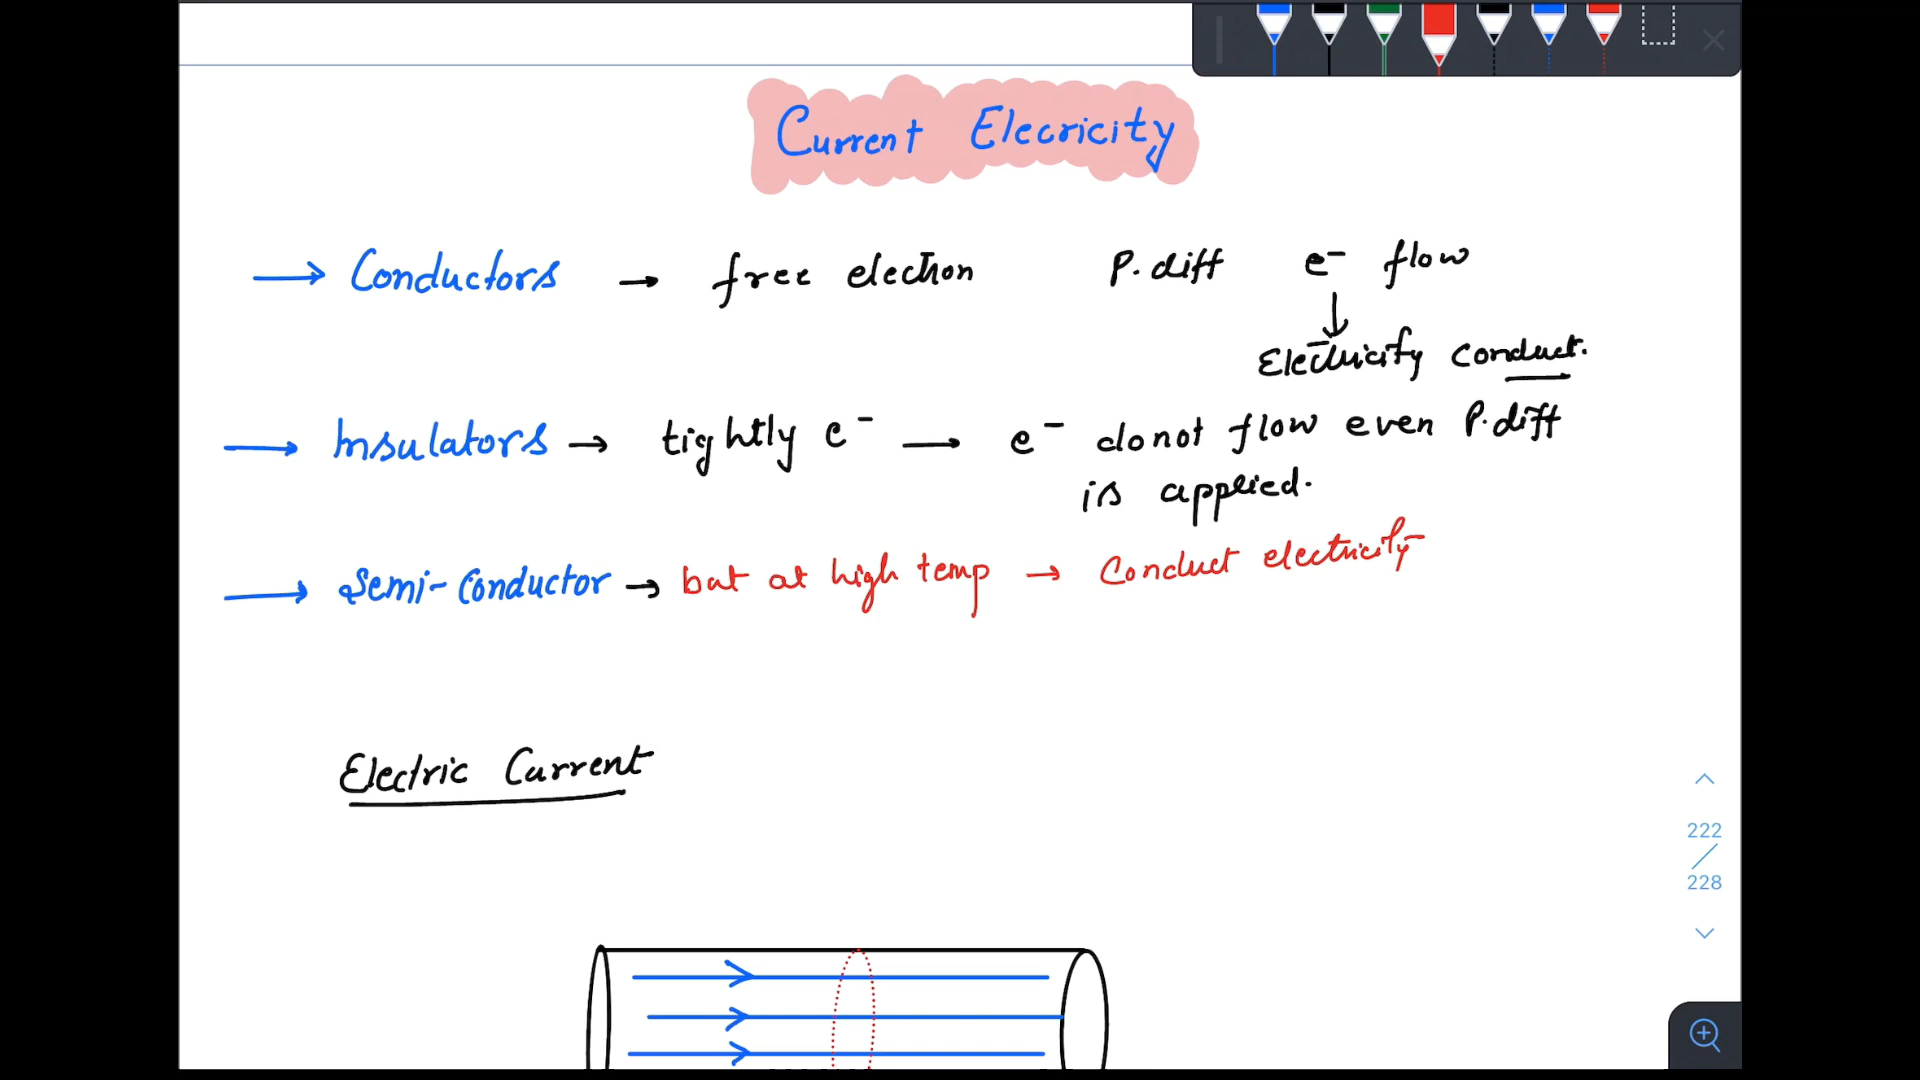 Current Elecricity
→ Conductors → free electron P. diff e⁻ flow
↓
Electricity conduct.
→ Insulators → tightly e⁻ — e⁻ donot flow even P. diff
is applied.
→ Semi-Conductor → but at high temp → Conduct electricity
Electric Current
222
/
228